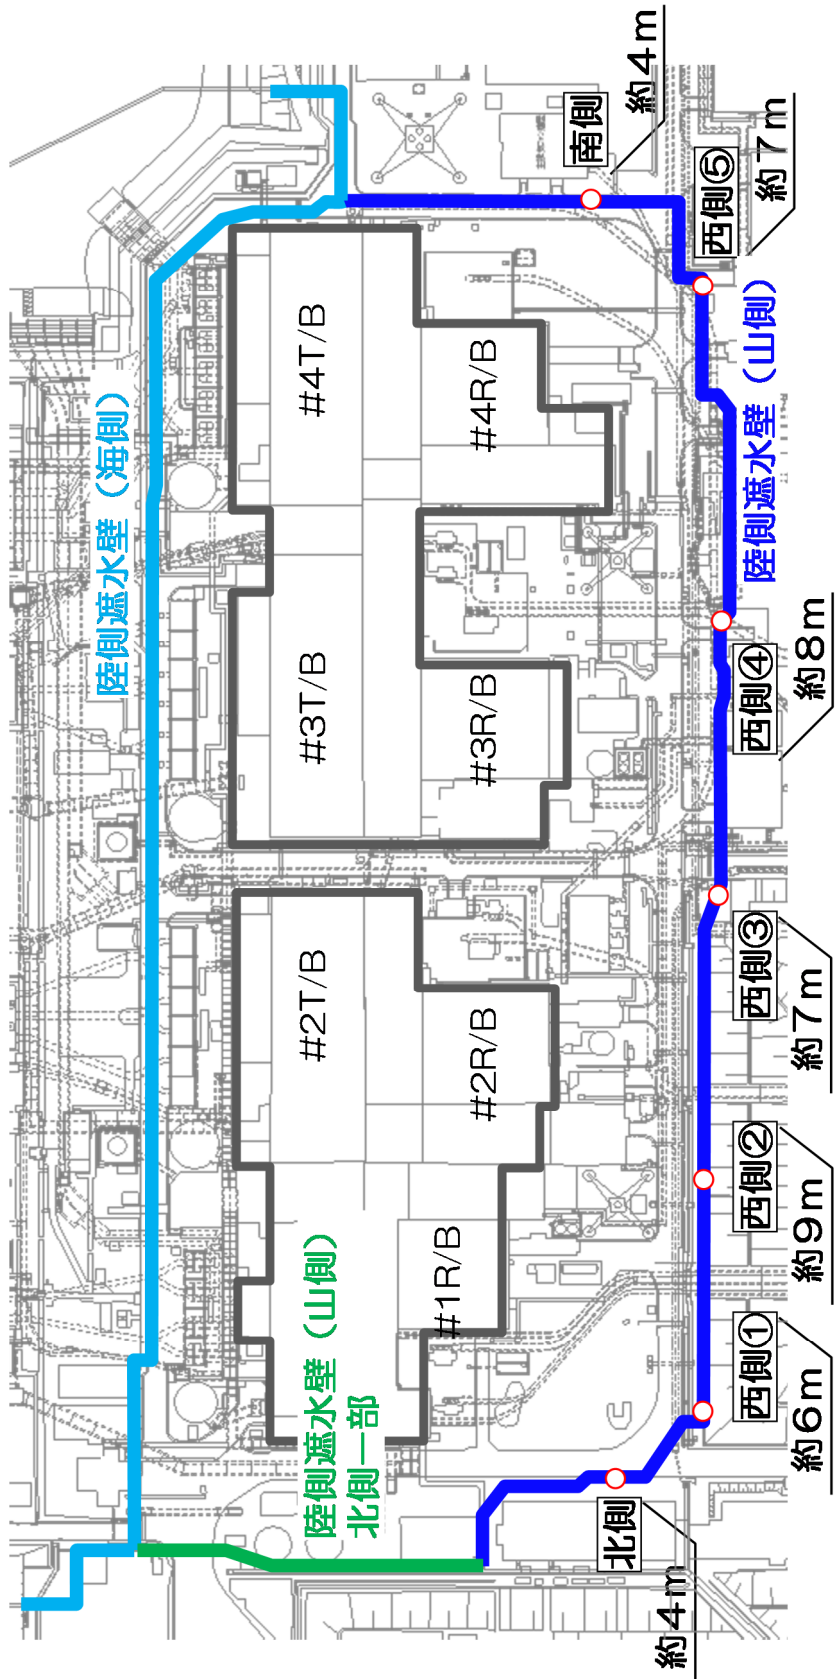 陸側遮水壁（海側）
#4T/B
#3T/B
#2T/B
#4R/B
#3R/B
#2R/B
#1R/B
陸側遮水壁（山側）
北側一部
陸側遮水壁（山側）
北側
約4m
西側①
約6m
西側②
約9m
西側③
約7m
西側④
約8m
西側⑤
約7m
南側
約4m